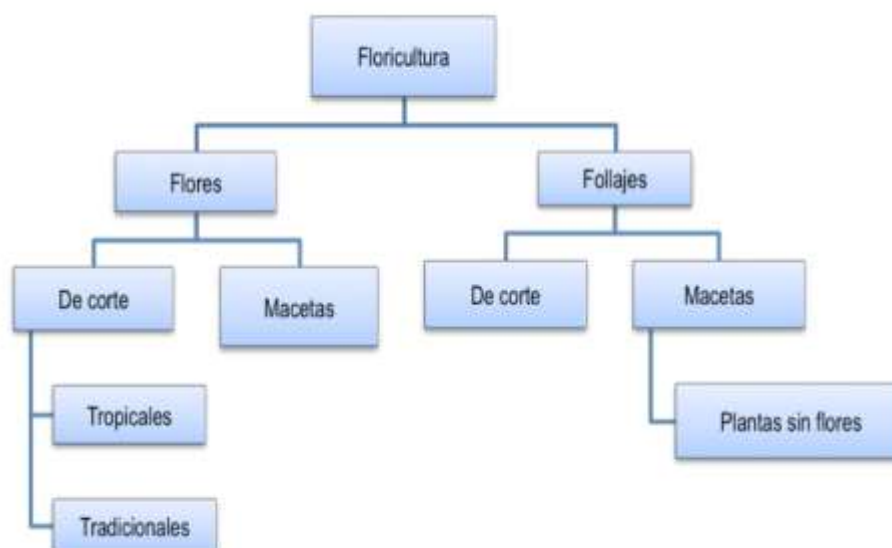 Floricultura
Flores
Follajes
De corte
Macetas
De corte
Macetas
Tropicales
Plantas sin flores
Tradicionales